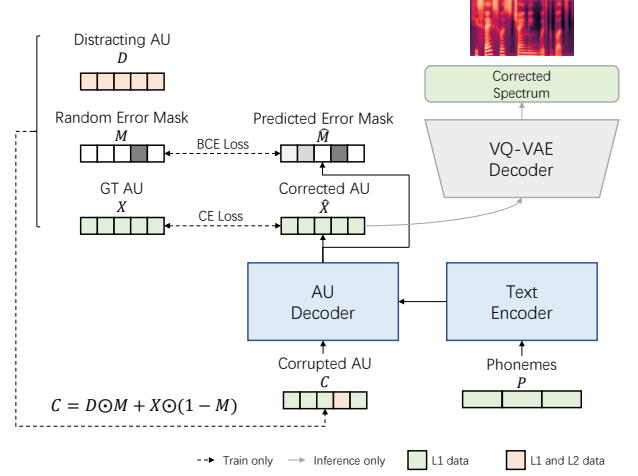 Distracting AU
D
Random Error Mask
M
BCE Loss
Predicted Error Mask
M̂
GT AU
X
CE Loss
Corrected AU
X̂
Corrected
Spectrum
VQ-VAE
Decoder
AU
Decoder
Text
Encoder
Corrupted AU
C
Phonemes
P
C = D⊙M + X⊙(1 − M)
Train only
Inference only
L1 data
L1 and L2 data